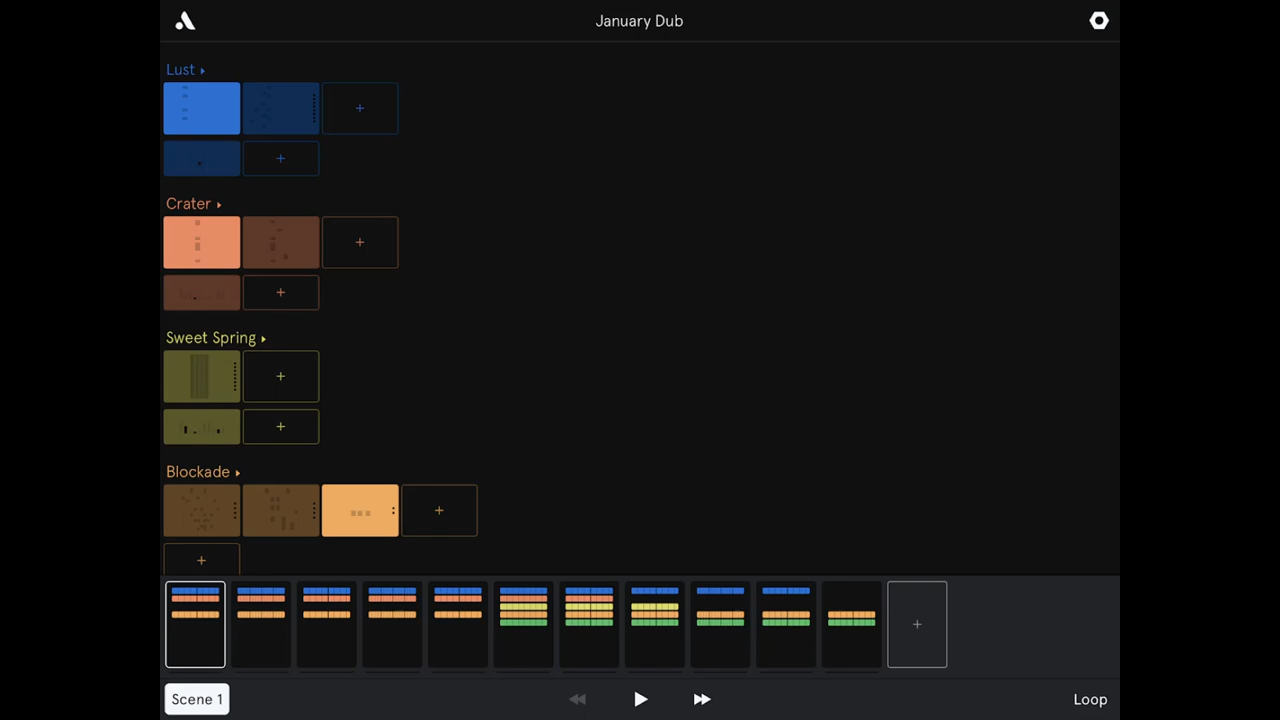 January Dub
Lust
Crater
Sweet Spring
Blockade
Scene 1
Loop